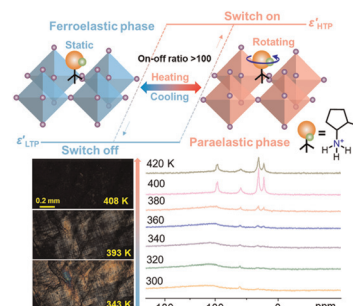 Ferroelastic phase
Switch on
ε'HTP
Static
On-off ratio >100
Rotating
Heating
Cooling
ε'LTP
Switch off
Paraelastic phase
N+
H
H
H
0.2 mm
408 K
393 K
343 K
420 K
400
380
360
340
320
300